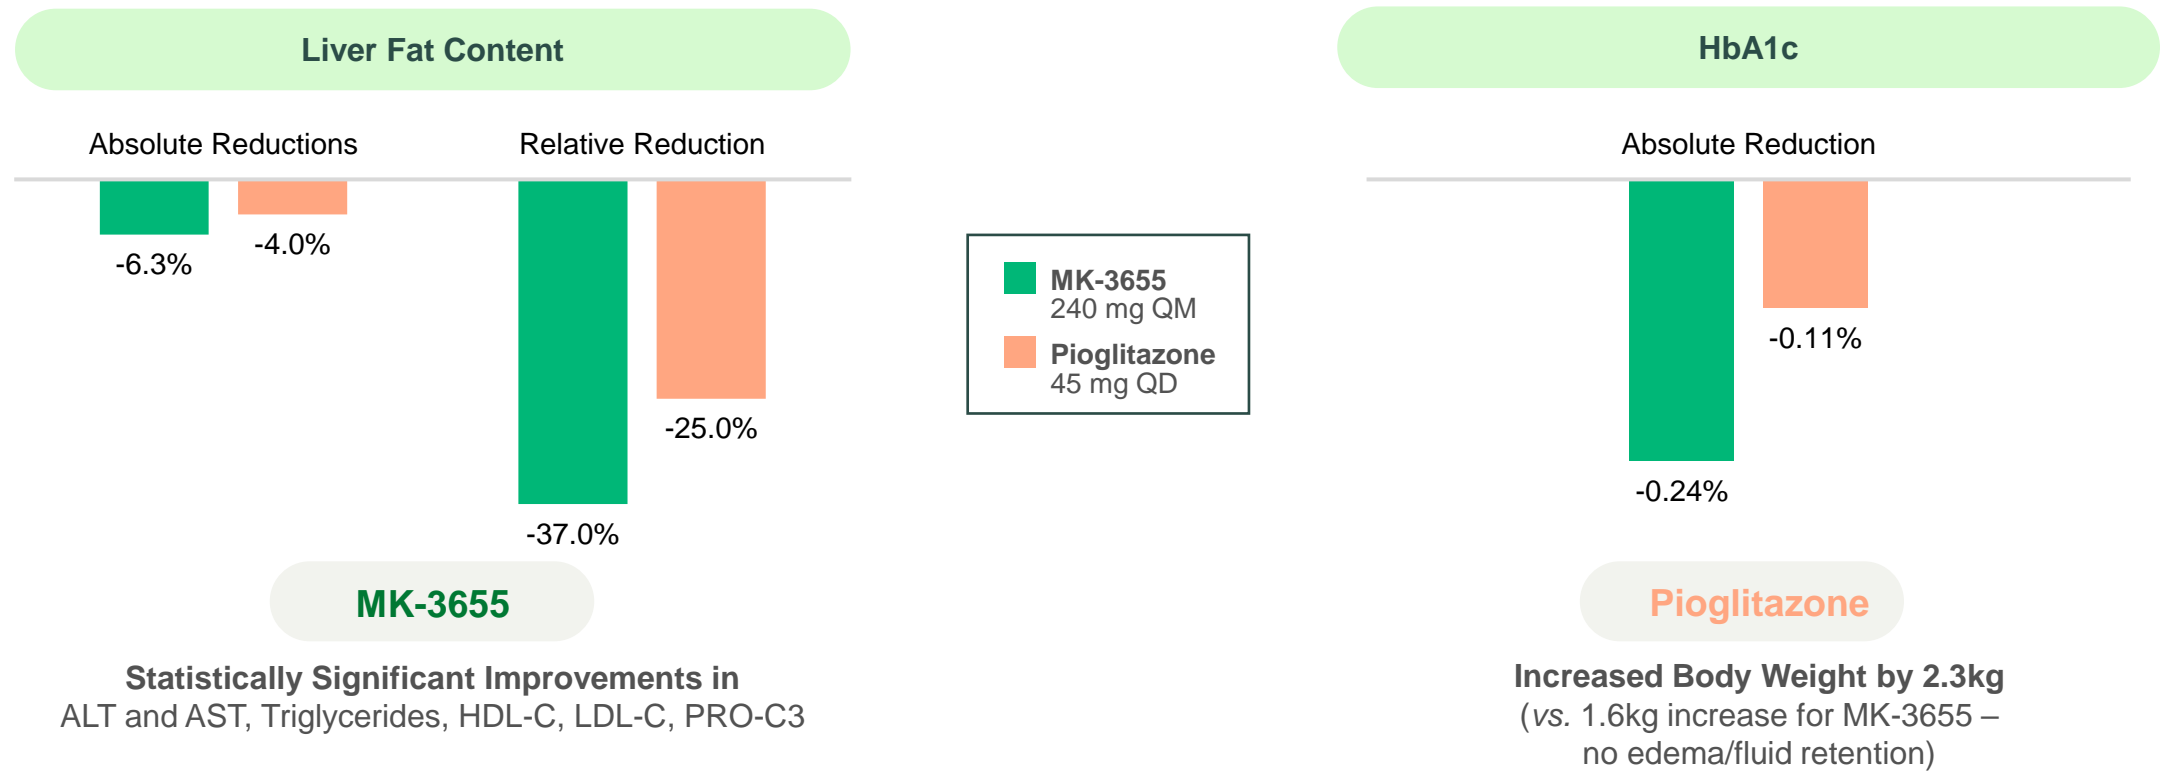 Liver Fat Content
Absolute Reductions
Relative Reduction
-6.3%
-4.0%
-37.0%
-25.0%
MK-3655
Statistically Significant Improvements in
ALT and AST, Triglycerides, HDL-C, LDL-C, PRO-C3
MK-3655
240 mg QM
Pioglitazone
45 mg QD
HbA1c
Absolute Reduction
-0.24%
-0.11%
Pioglitazone
Increased Body Weight by 2.3kg
(vs. 1.6kg increase for MK-3655 –
no edema/fluid retention)